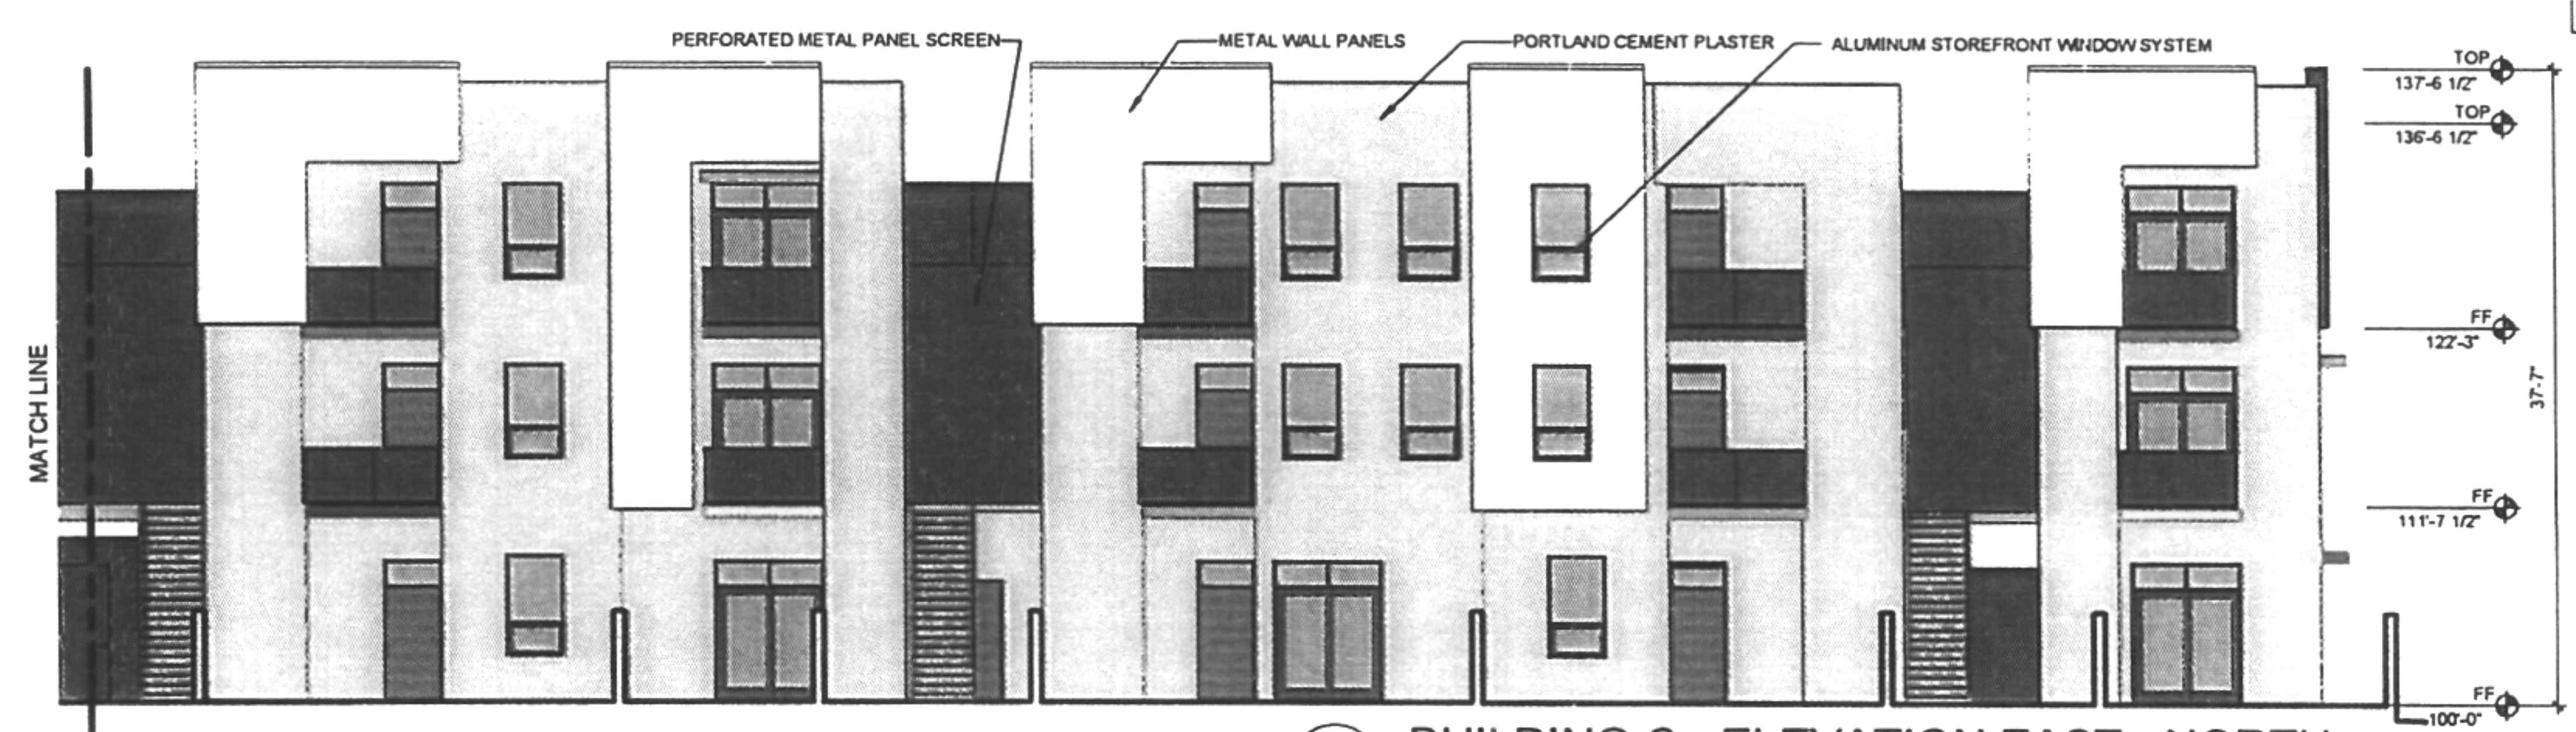 PERFORATED METAL PANEL SCREEN
METAL WALL PANELS
PORTLAND CEMENT PLASTER
ALUMINUM STOREFRONT WINDOW SYSTEM
TOP
137'-6 1/2"
TOP
136'-6 1/2"
FF
122'-3"
FF
111'-7 1/2"
FF
100'-0"
37'-7"
MATCH LINE